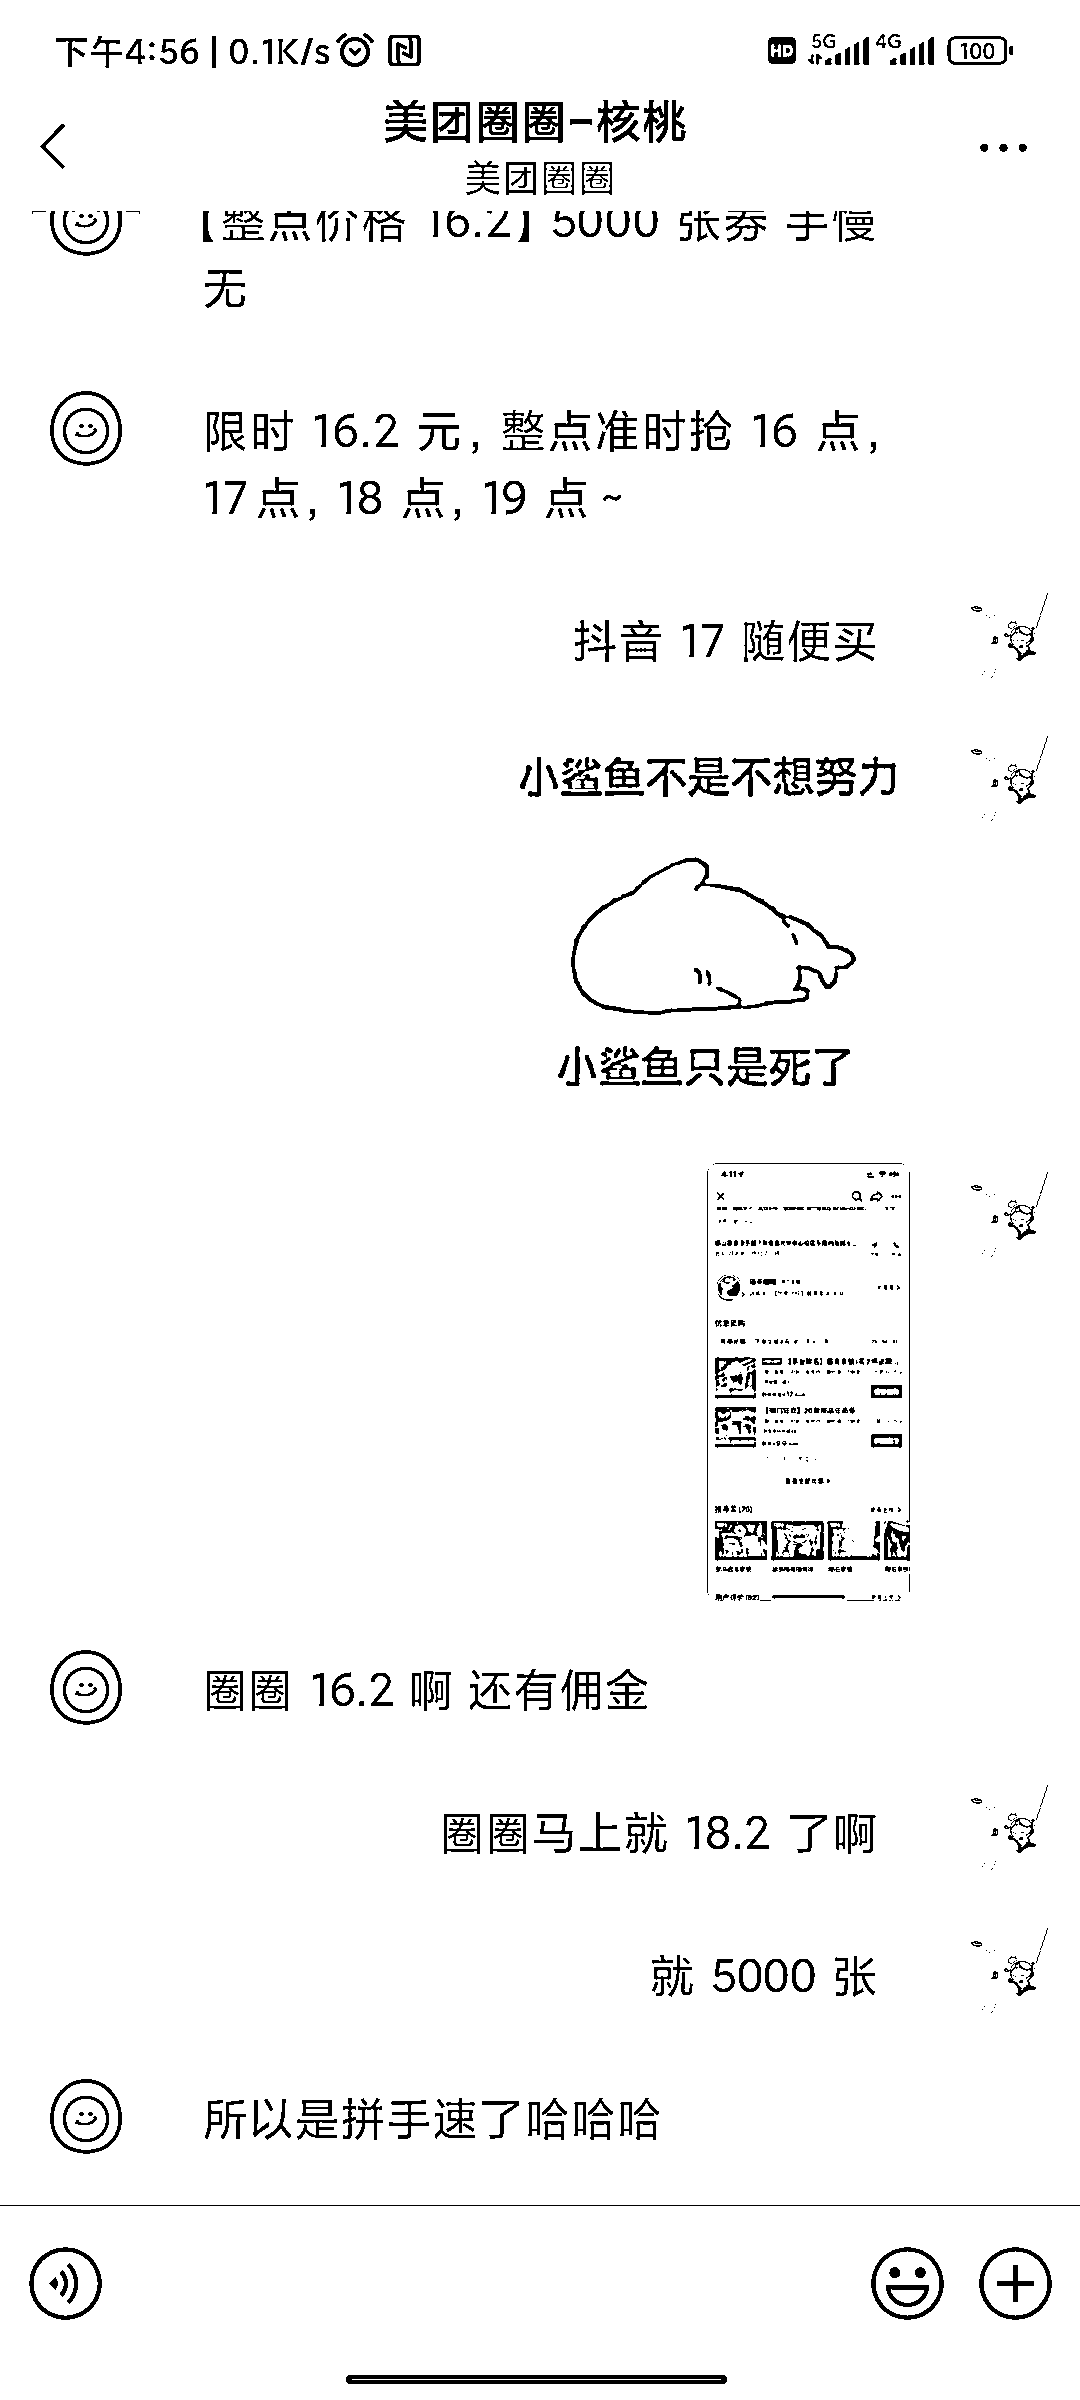 下午4:56 | 0.1K/s
HD 5G 4G 100
美团圈圈-核桃
美团圈圈
【整点价格 16.2】5000 张券 手慢
无
限时 16.2 元, 整点准时抢 16 点,
17点, 18 点, 19 点 ~
抖音 17 随便买
小鲨鱼不是不想努力
小鲨鱼只是死了
4:11
圈圈 16.2 啊 还有佣金
圈圈马上就 18.2 了啊
就 5000 张
所以是拼手速了哈哈哈